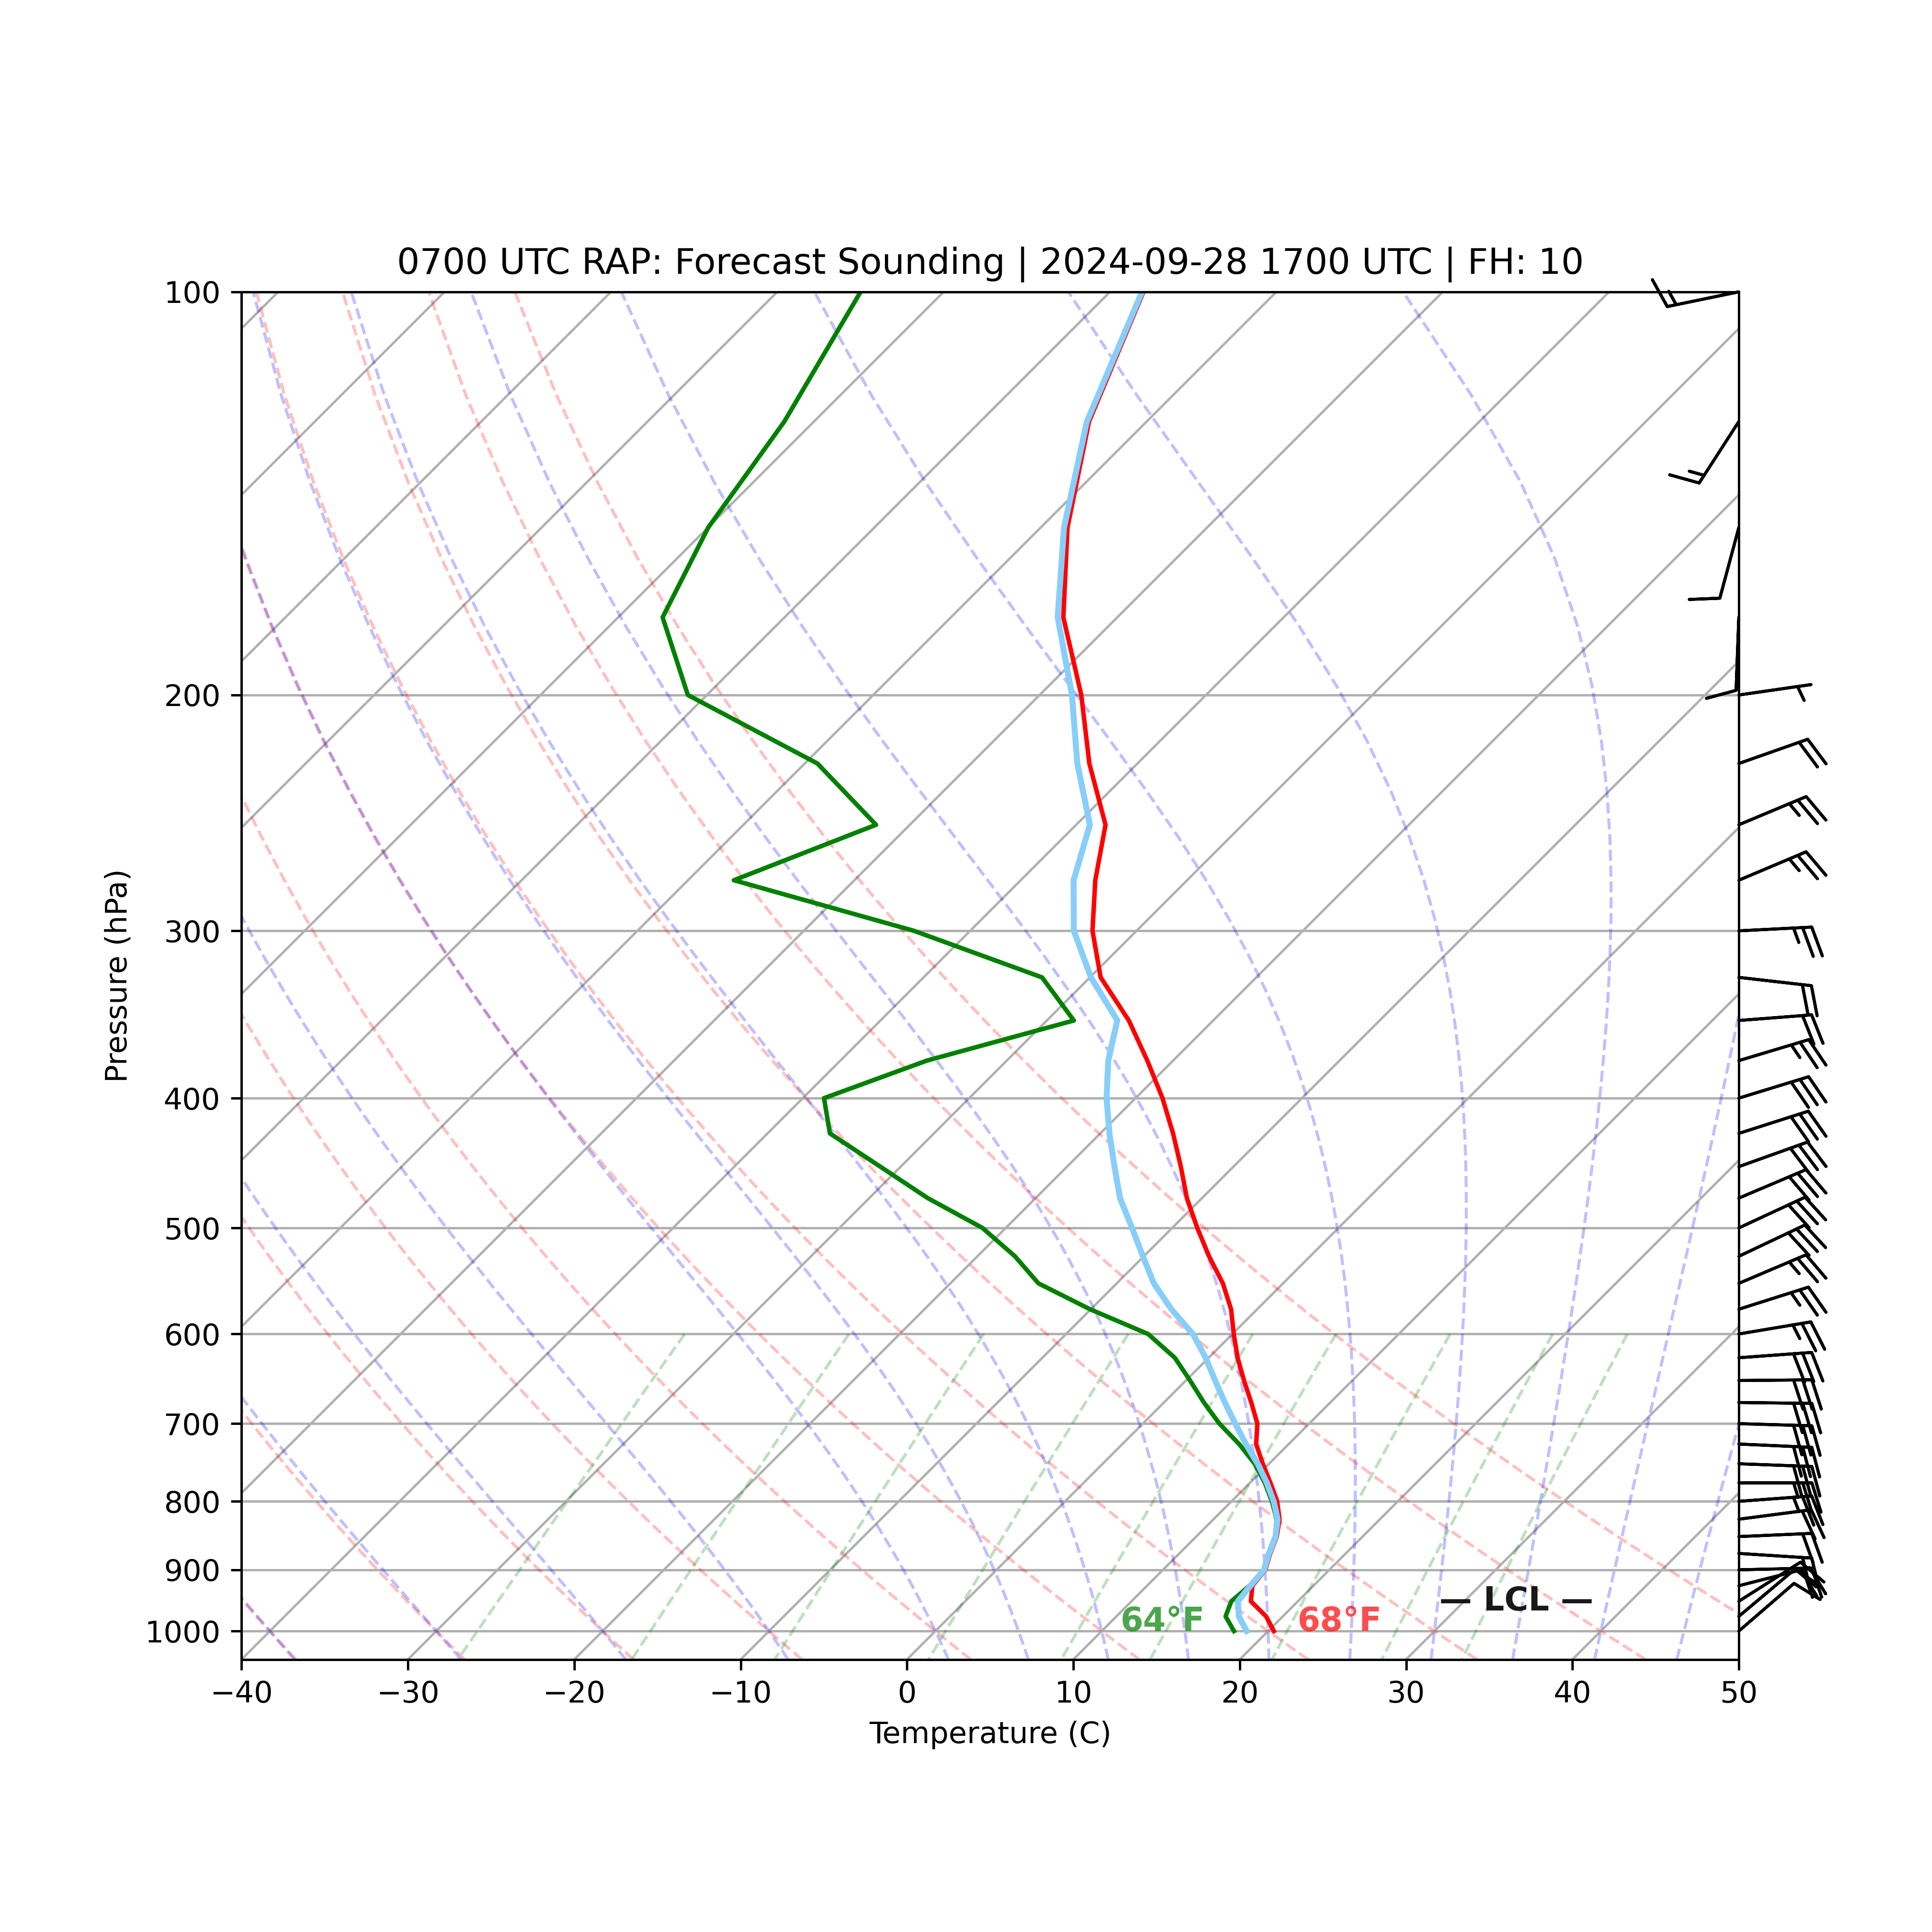 0700 UTC RAP: Forecast Sounding | 2024-09-28 1700 UTC | FH: 10
100
200
300
400
500
600
700
800
900
1000
Pressure (hPa)
64°F
68°F
— LCL —
−40 −30 −20 −10 0 10 20 30 40 50
Temperature (C)